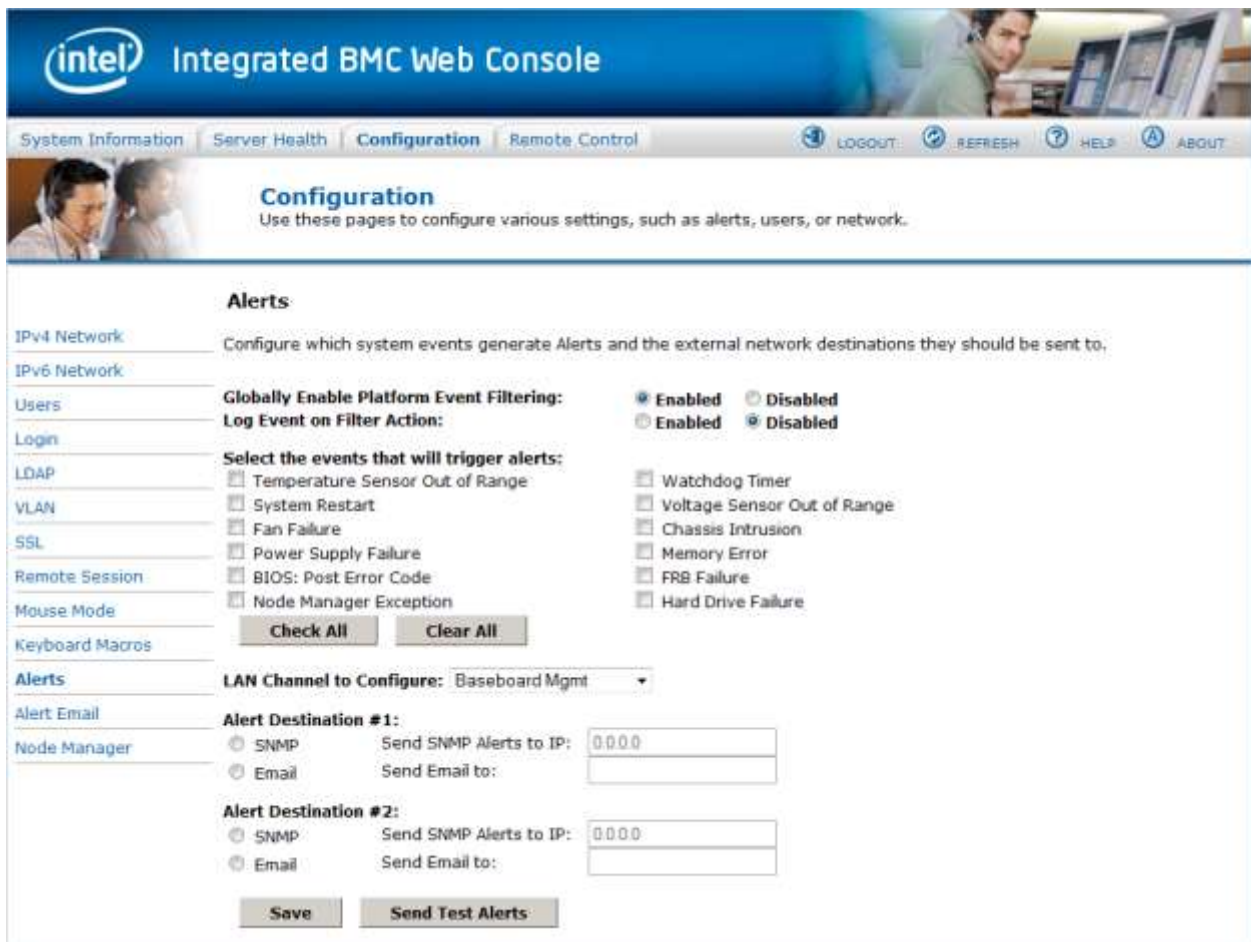 intel Integrated BMC Web Console
System Information Server Health Configuration Remote Control LOGOUT REFRESH HELP ABOUT
Configuration
Use these pages to configure various settings, such as alerts, users, or network.
IPv4 Network
IPv6 Network
Users
Login
LDAP
VLAN
SSL
Remote Session
Mouse Mode
Keyboard Macros
Alerts
Alert Email
Node Manager
Alerts
Configure which system events generate Alerts and the external network destinations they should be sent to.
Globally Enable Platform Event Filtering: Enabled Disabled
Log Event on Filter Action: Enabled Disabled
Select the events that will trigger alerts:
Temperature Sensor Out of Range Watchdog Timer
System Restart Voltage Sensor Out of Range
Fan Failure Chassis Intrusion
Power Supply Failure Memory Error
BIOS: Post Error Code FRB Failure
Node Manager Exception Hard Drive Failure
Check All Clear All
LAN Channel to Configure: Baseboard Mgmt
Alert Destination #1:
SNMP Send SNMP Alerts to IP: 0.0.0.0
Email Send Email to:
Alert Destination #2:
SNMP Send SNMP Alerts to IP: 0.0.0.0
Email Send Email to:
Save Send Test Alerts